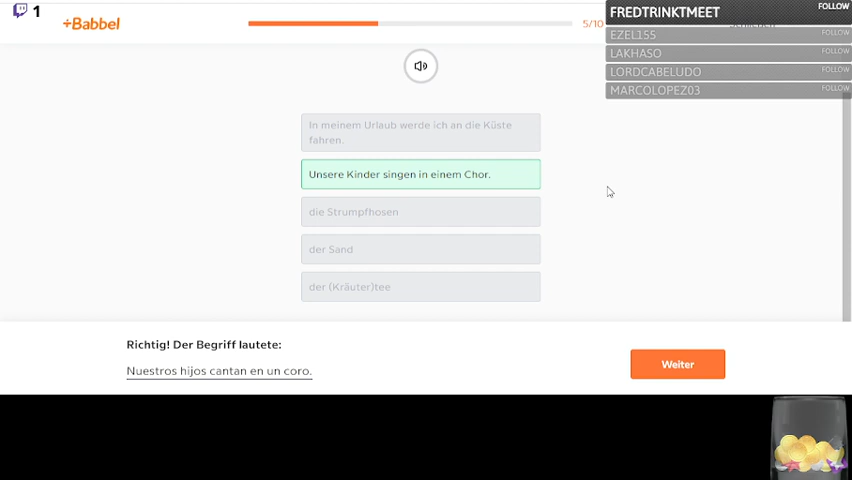 1
+Babbel
5/10
FREDTRINKTMEET FOLLOW
EZEL155 FOLLOW
LAKHASO FOLLOW
LORDCABELUDO FOLLOW
MARCOLOPEZ03 FOLLOW
In meinem Urlaub werde ich an die Küste
fahren.
Unsere Kinder singen in einem Chor.
die Strumpfhosen
der Sand
der (Kräuter)tee
Richtig! Der Begriff lautete:
Nuestros hijos cantan en un coro.
Weiter